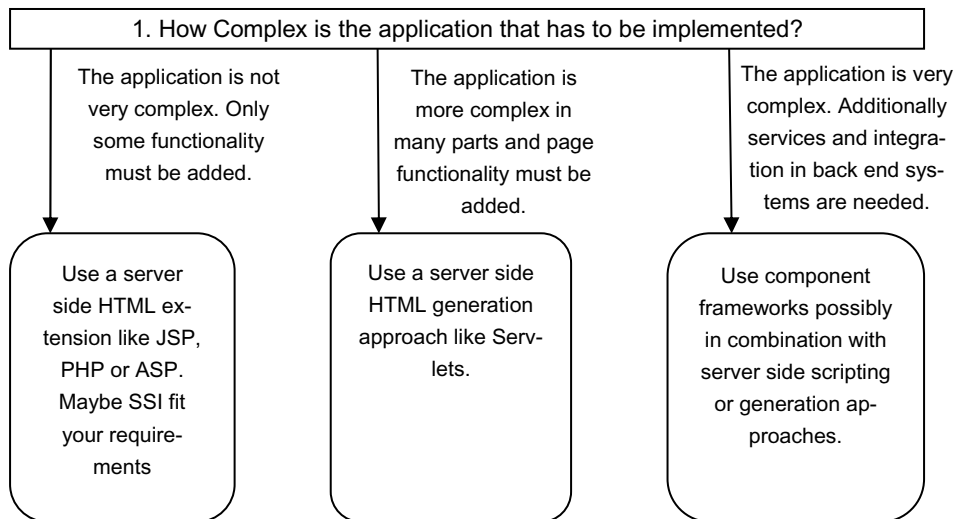 1. How Complex is the application that has to be implemented?
The application is not
very complex. Only
some functionality
must be added.
The application is
more complex in
many parts and page
functionality must be
added.
The application is very
complex. Additionally
services and integra-
tion in back end sys-
tems are needed.
Use a server
side HTML ex-
tension like JSP,
PHP or ASP.
Maybe SSI fit
your require-
ments
Use a server side
HTML generation
approach like Serv-
lets.
Use component
frameworks possibly
in combination with
server side scripting
or generation ap-
proaches.